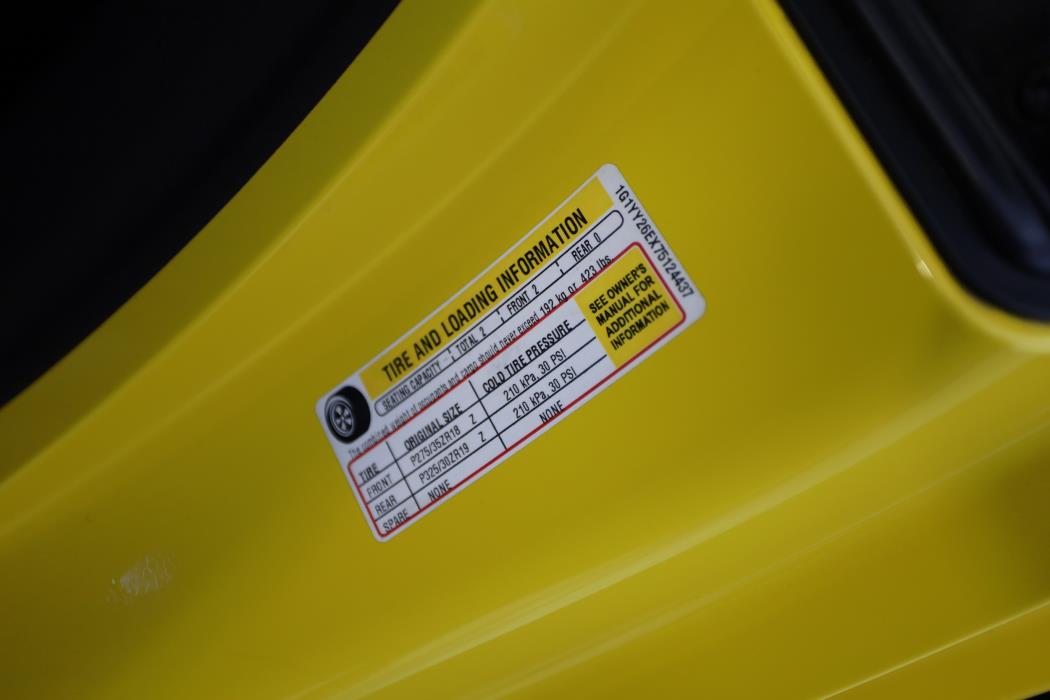 1G1YY26EX75124437
TIRE AND LOADING INFORMATION
SEATING CAPACITY TOTAL 2 FRONT 2 REAR 0
The combined weight of occupants and cargo should never exceed 192 kg or 423 lbs.
TIRE ORIGINAL SIZE COLD TIRE PRESSURE
FRONT P275/35ZR18 Z 210 kPa, 30 PSI
REAR P325/30ZR19 Z 210 kPa, 30 PSI
SPARE NONE NONE
SEE OWNER'S
MANUAL FOR
ADDITIONAL
INFORMATION